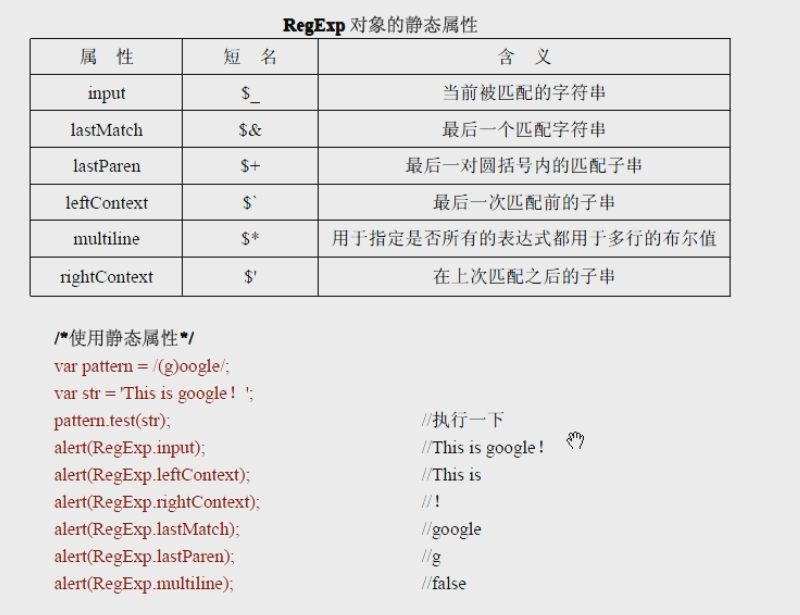 RegExp 对象的静态属性
属 性 短 名 含 义
input $_ 当前被匹配的字符串
lastMatch $& 最后一个匹配字符串
lastParen $+ 最后一对圆括号内的匹配子串
leftContext $` 最后一次匹配前的子串
multiline $* 用于指定是否所有的表达式都用于多行的布尔值
rightContext $' 在上次匹配之后的子串
/*使用静态属性*/
var pattern = /(g)oogle/;
var str = 'This is google！';
pattern.test(str); //执行一下
alert(RegExp.input); //This is google！
alert(RegExp.leftContext); //This is
alert(RegExp.rightContext); //！
alert(RegExp.lastMatch); //google
alert(RegExp.lastParen); //g
alert(RegExp.multiline); //false